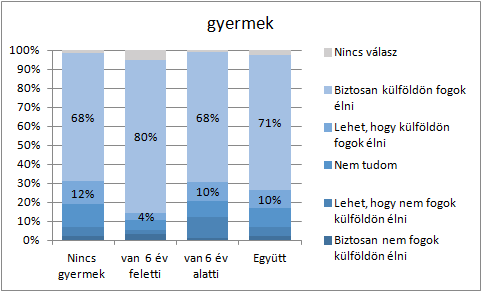 gyermek
100%
90%
80%
70%
60%
50%
40%
30%
20%
10%
0%
68%
80%
68%
71%
12%
4%
10%
10%
Nincs
gyermek
van 6 év
feletti
van 6 év
alatti
Együtt
Nincs válasz
Biztosan külföldön fogok
élni
Lehet, hogy külföldön
fogok élni
Nem tudom
Lehet, hogy nem fogok
külföldön élni
Biztosan nem fogok
külföldön élni